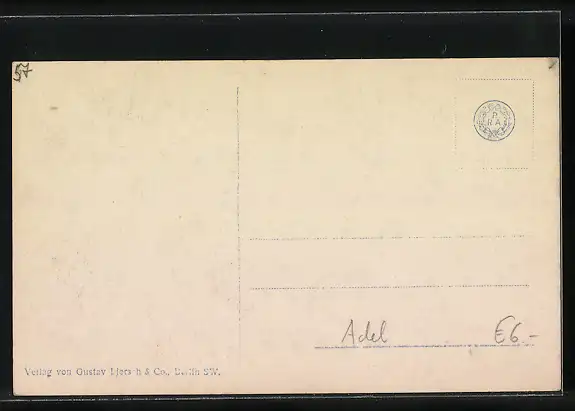 57
P.
H. A.
Adel €6.-
Verlag von Gustav Liersch & Co., Berlin SW.